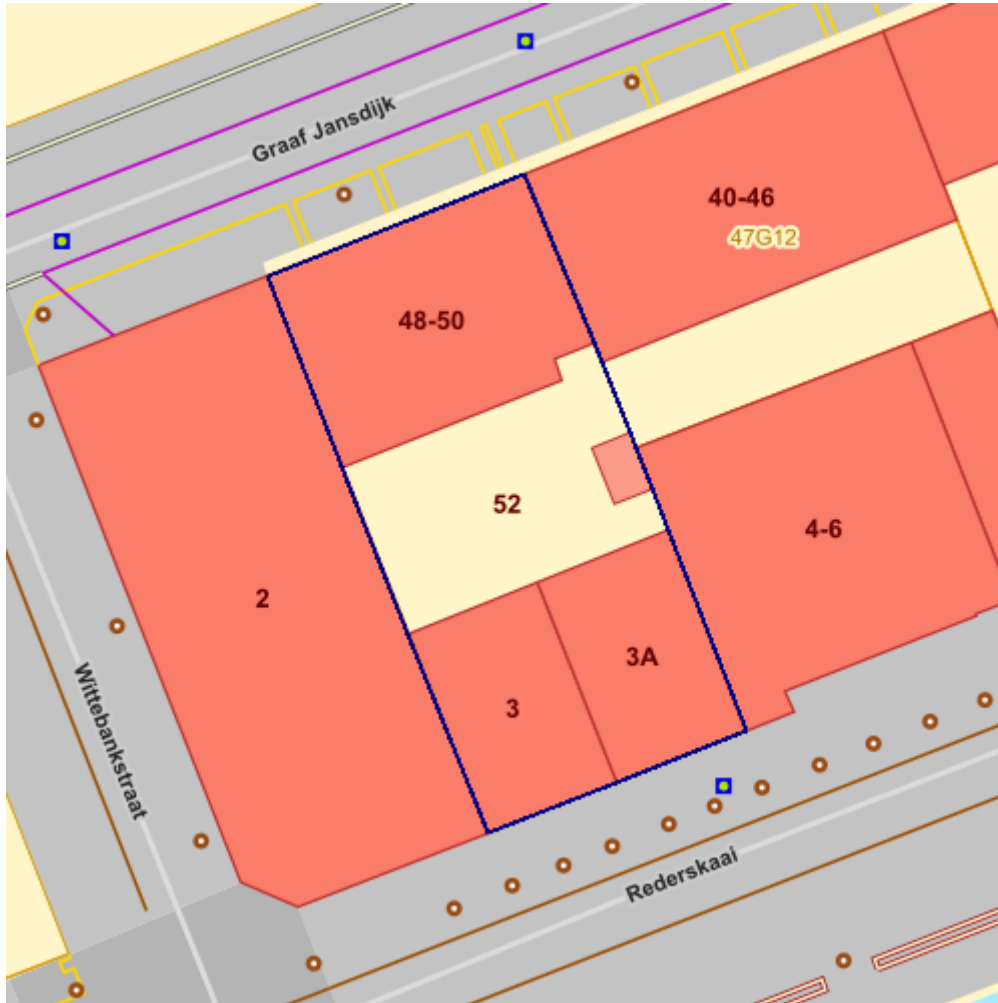 Graaf Jansdijk
40-46
47G12
48-50
52
4-6
2
3A
3
Wittebankstraat
Rederskaai